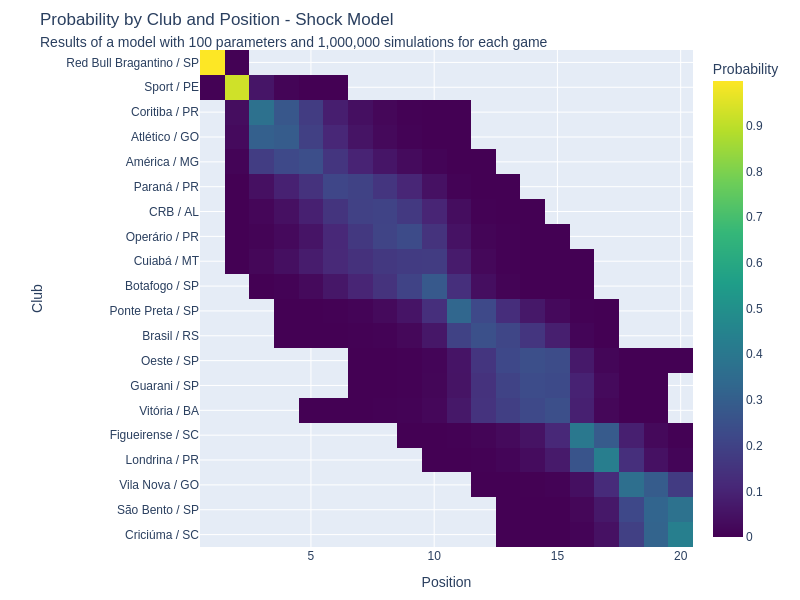 Probability by Club and Position - Shock Model
Results of a model with 100 parameters and 1,000,000 simulations for each game
Probability
Red Bull Bragantino / SP
Sport / PE
Coritiba / PR
Atlético / GO
América / MG
Paraná / PR
CRB / AL
Operário / PR
Cuiabá / MT
Botafogo / SP
Ponte Preta / SP
Brasil / RS
Oeste / SP
Guarani / SP
Vitória / BA
Figueirense / SC
Londrina / PR
Vila Nova / GO
São Bento / SP
Criciúma / SC
Club
5
10
15
20
Position
0.9
0.8
0.7
0.6
0.5
0.4
0.3
0.2
0.1
0